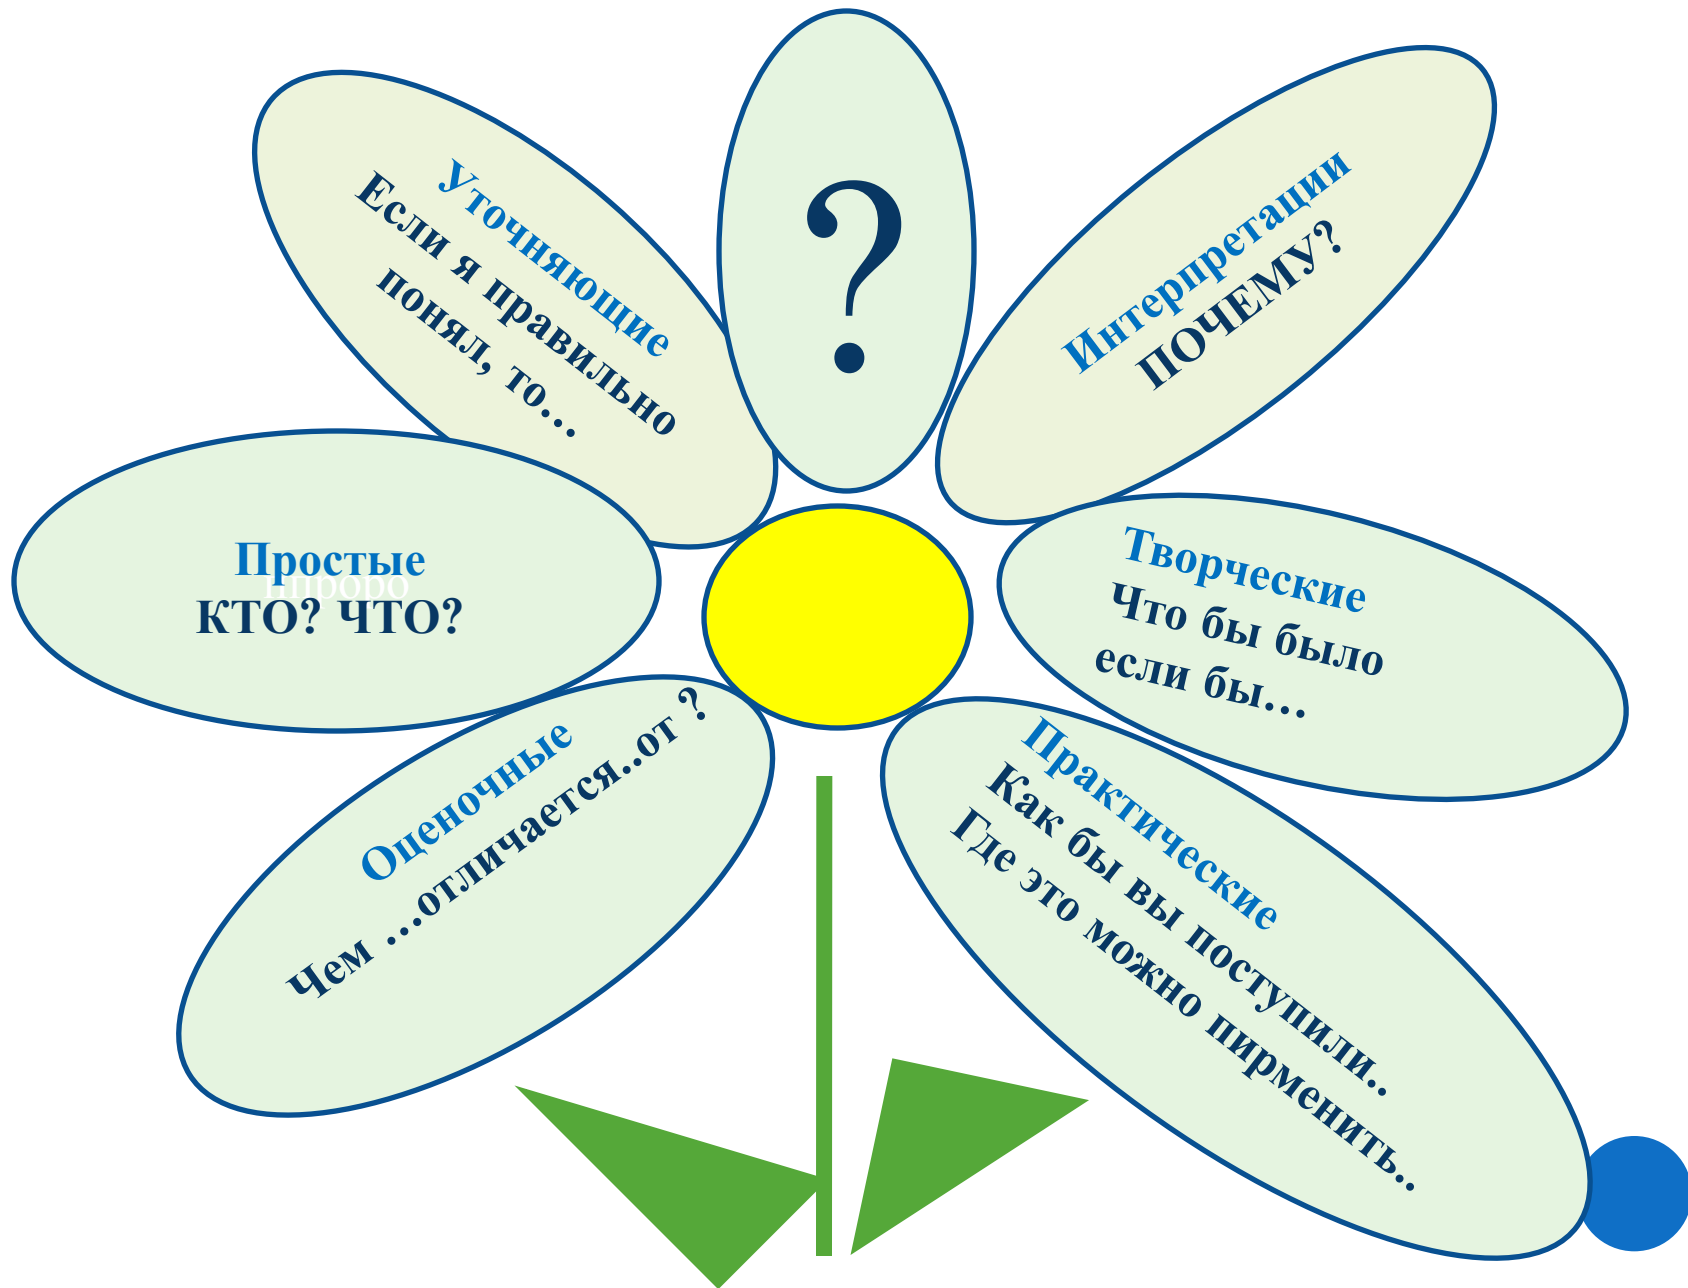 ?
Уточняющие
Если я правильно
понял, то…
Интерпретации
ПОЧЕМУ?
Простые
КТО? ЧТО?
Творческие
Что бы было
если бы…
Оценочные
Чем …отличается..от ?
Практические
Как бы вы поступили..
Где это можно пирменить..